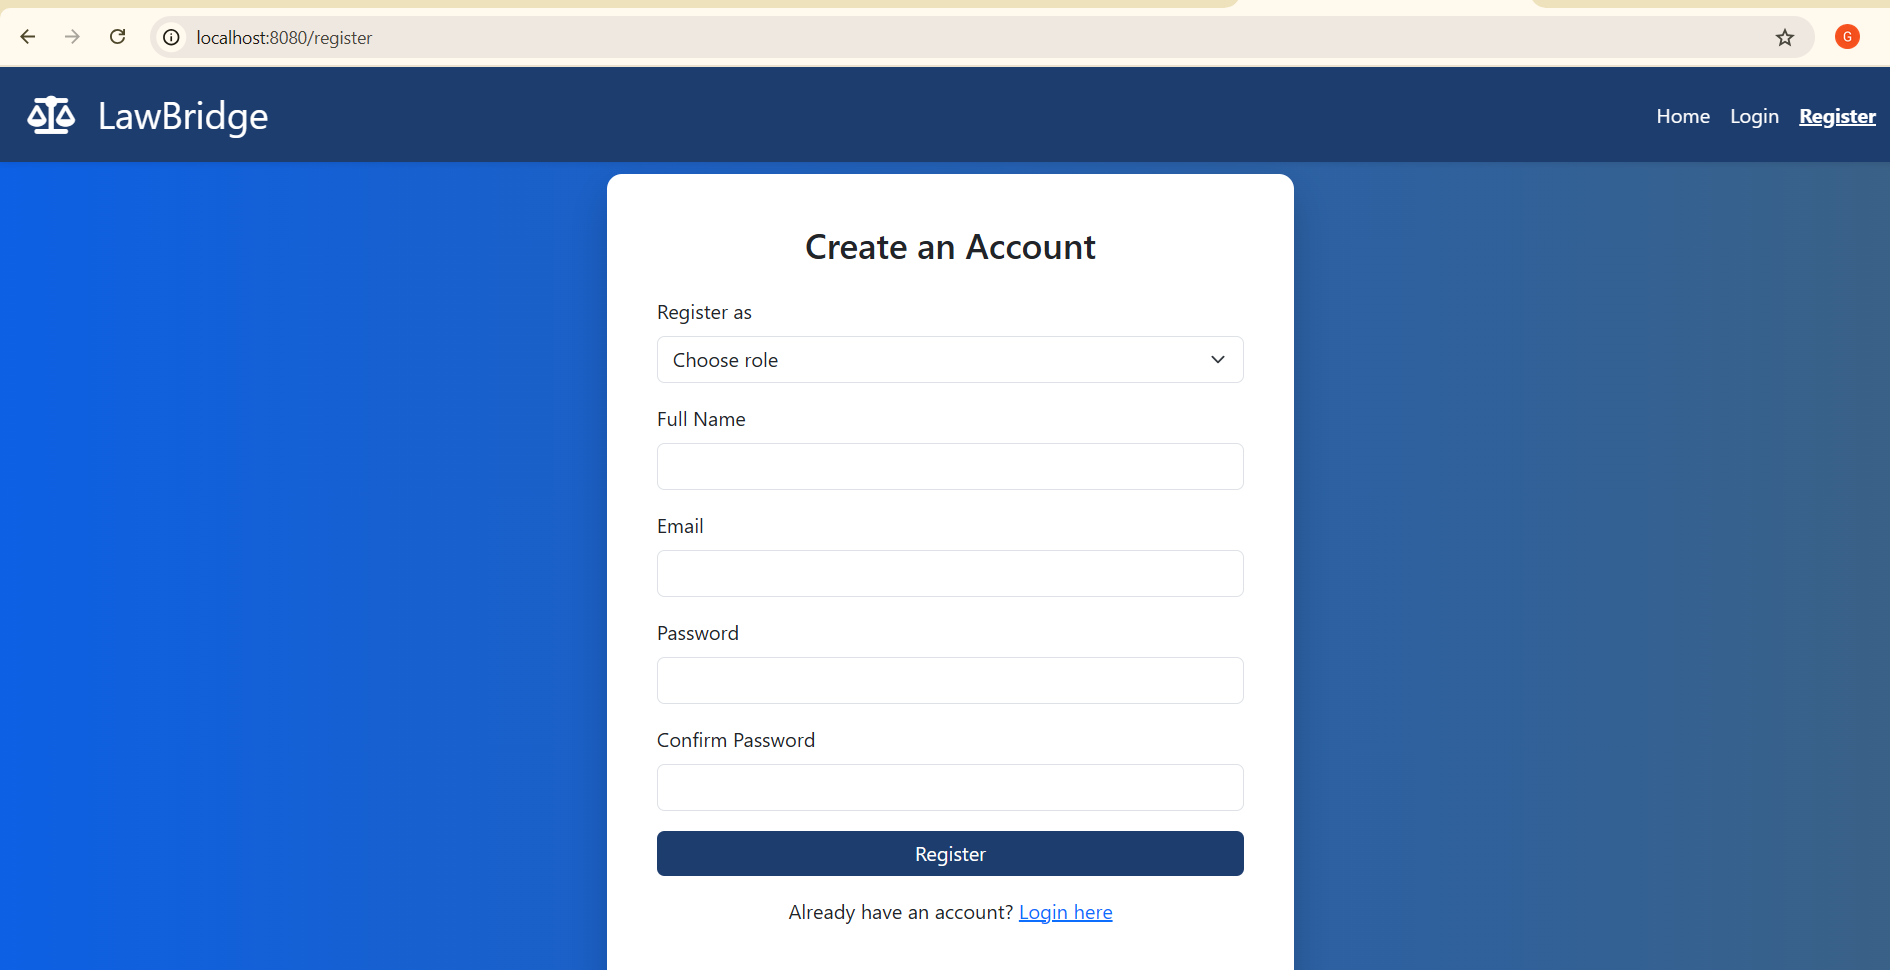 localhost:8080/register
G
LawBridge
Home Login Register
Create an Account
Register as
Choose role
Full Name
Email
Password
Confirm Password
Register
Already have an account? Login here